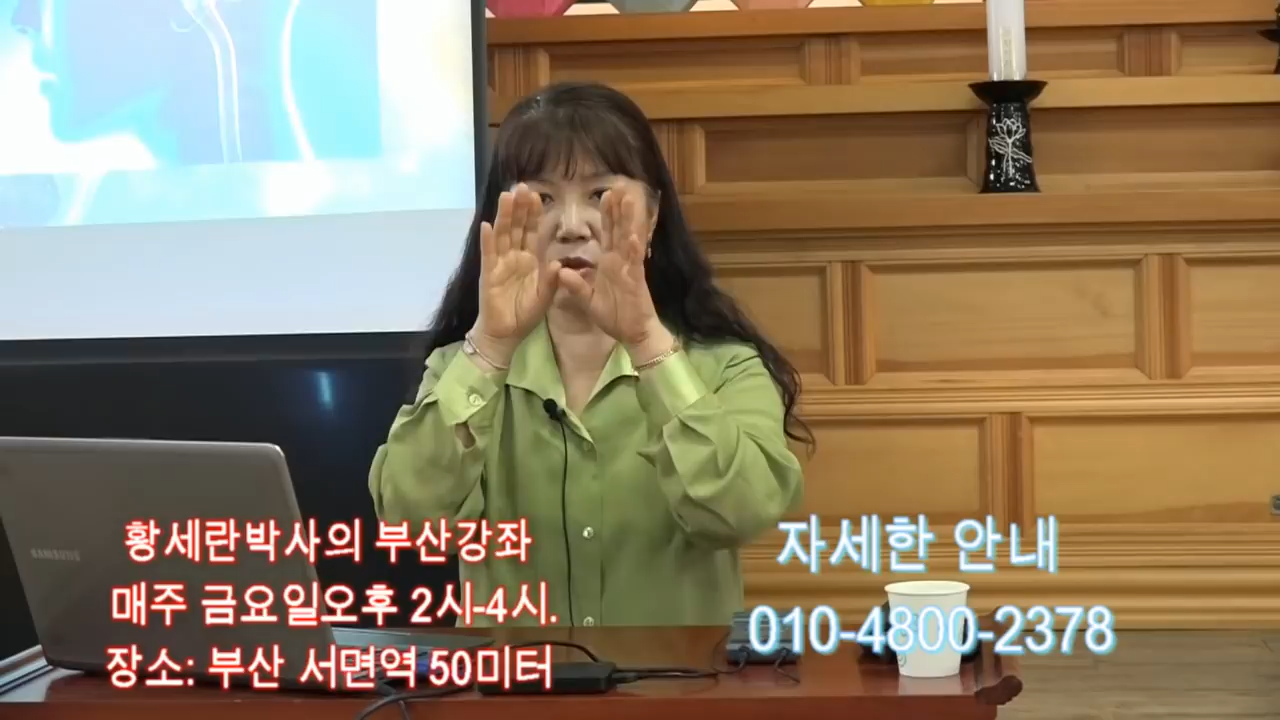 황세란박사의 부산강좌
매주 금요일오후 2시-4시.
장소: 부산 서면역 50미터
자세한 안내
010-4800-2378
SAMSUNG